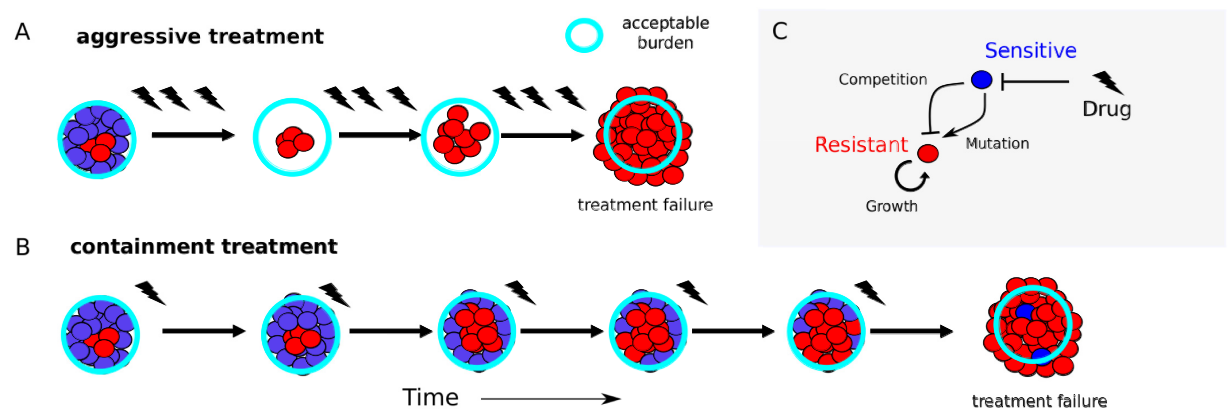 A
aggressive treatment
acceptable
burden
treatment failure
B
containment treatment
Time
treatment failure
C
Sensitive
Competition
Drug
Resistant
Mutation
Growth